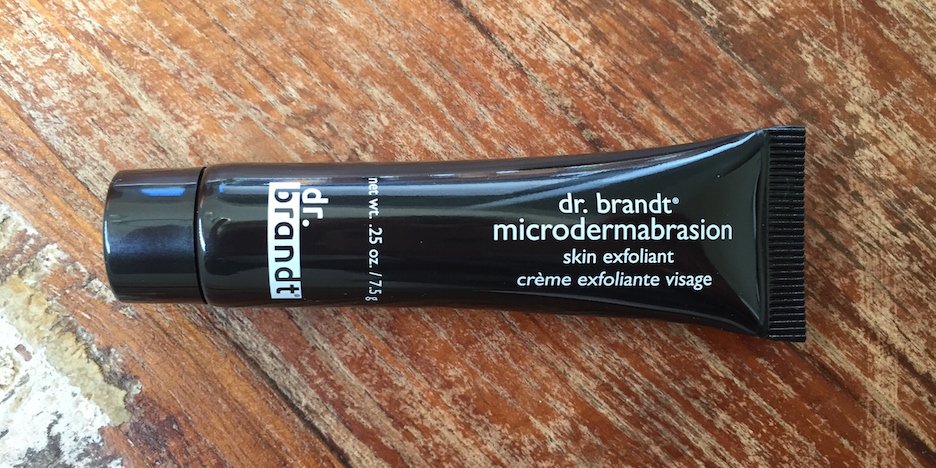 dr.
brandt®
net wt. .25 oz. / 7.5 g
dr. brandt®
microdermabrasion
skin exfoliant
crème exfoliante visage